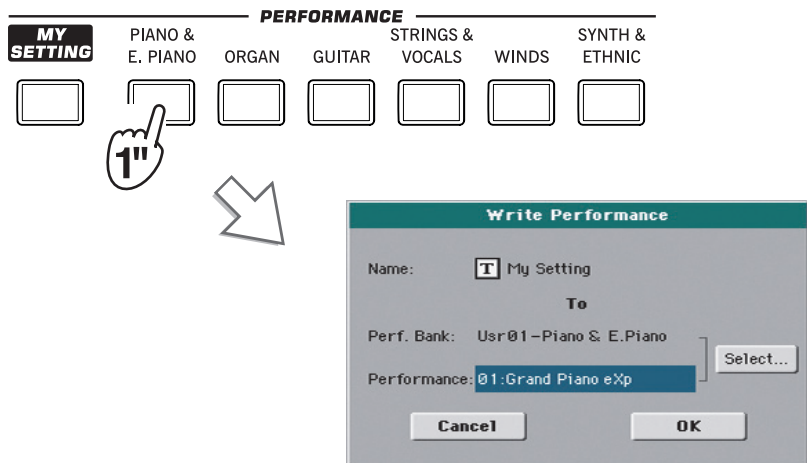 PERFORMANCE
MY SETTING
PIANO & E. PIANO
ORGAN
GUITAR
STRINGS & VOCALS
WINDS
SYNTH & ETHNIC
1"
Write Performance
Name: T My Setting
To
Perf. Bank: Usr01-Piano & E.Piano
Select...
Performance: 01:Grand Piano eXp
Cancel OK